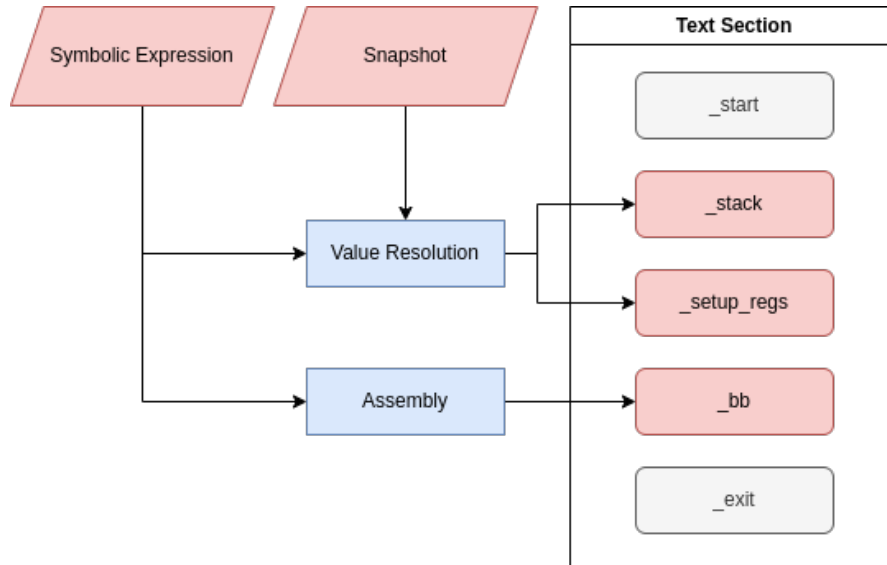 Symbolic Expression
Snapshot
Text Section
_start
_stack
Value Resolution
_setup_regs
Assembly
_bb
_exit